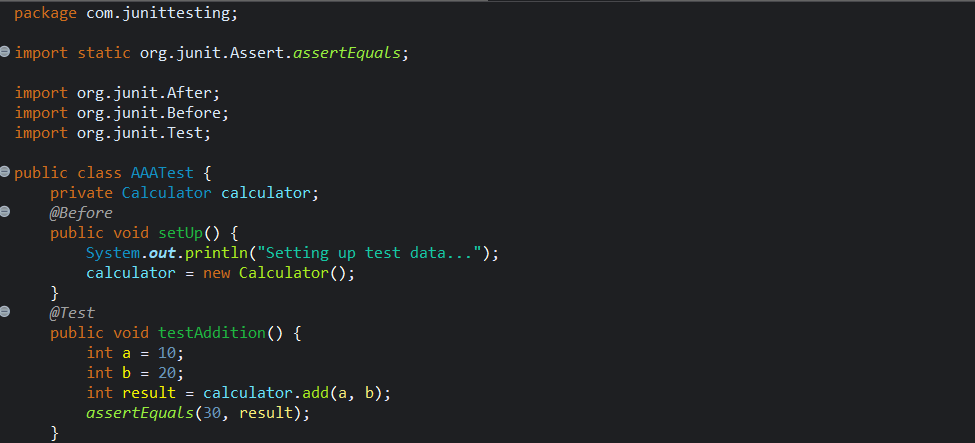 package com.junittesting;
import static org.junit.Assert.assertEquals;
import org.junit.After;
import org.junit.Before;
import org.junit.Test;
public class AAATest {
    private Calculator calculator;
    @Before
    public void setUp() {
        System.out.println("Setting up test data...");
        calculator = new Calculator();
    }
    @Test
    public void testAddition() {
        int a = 10;
        int b = 20;
        int result = calculator.add(a, b);
        assertEquals(30, result);
    }